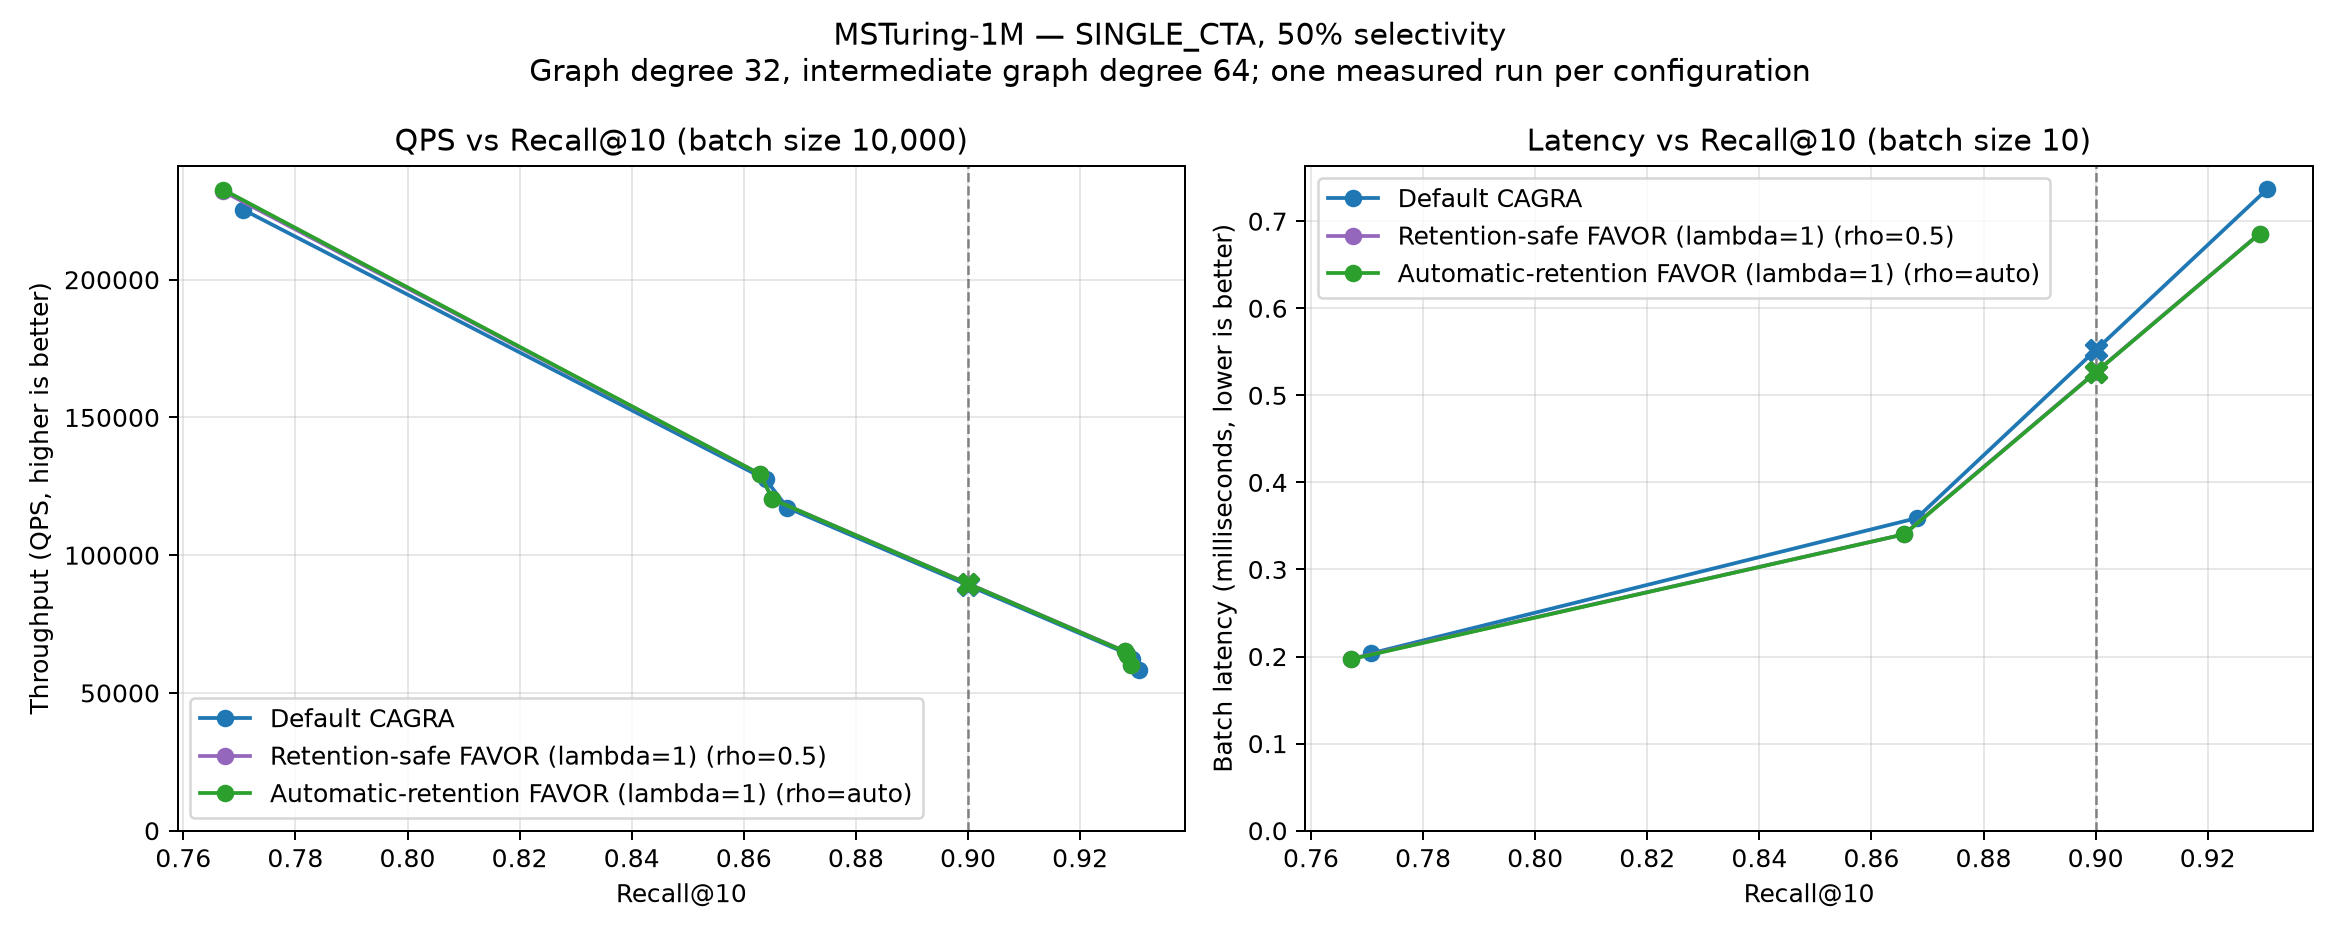 MSTuring-1M — SINGLE_CTA, 50% selectivity
Graph degree 32, intermediate graph degree 64; one measured run per configuration
QPS vs Recall@10 (batch size 10,000)
Throughput (QPS, higher is better)
200000
150000
100000
50000
0
Default CAGRA
Retention-safe FAVOR (lambda=1) (rho=0.5)
Automatic-retention FAVOR (lambda=1) (rho=auto)
0.76 0.78 0.80 0.82 0.84 0.86 0.88 0.90 0.92
Recall@10
Latency vs Recall@10 (batch size 10)
Batch latency (milliseconds, lower is better)
Default CAGRA
Retention-safe FAVOR (lambda=1) (rho=0.5)
Automatic-retention FAVOR (lambda=1) (rho=auto)
0.7
0.6
0.5
0.4
0.3
0.2
0.1
0.0
0.76 0.78 0.80 0.82 0.84 0.86 0.88 0.90 0.92
Recall@10